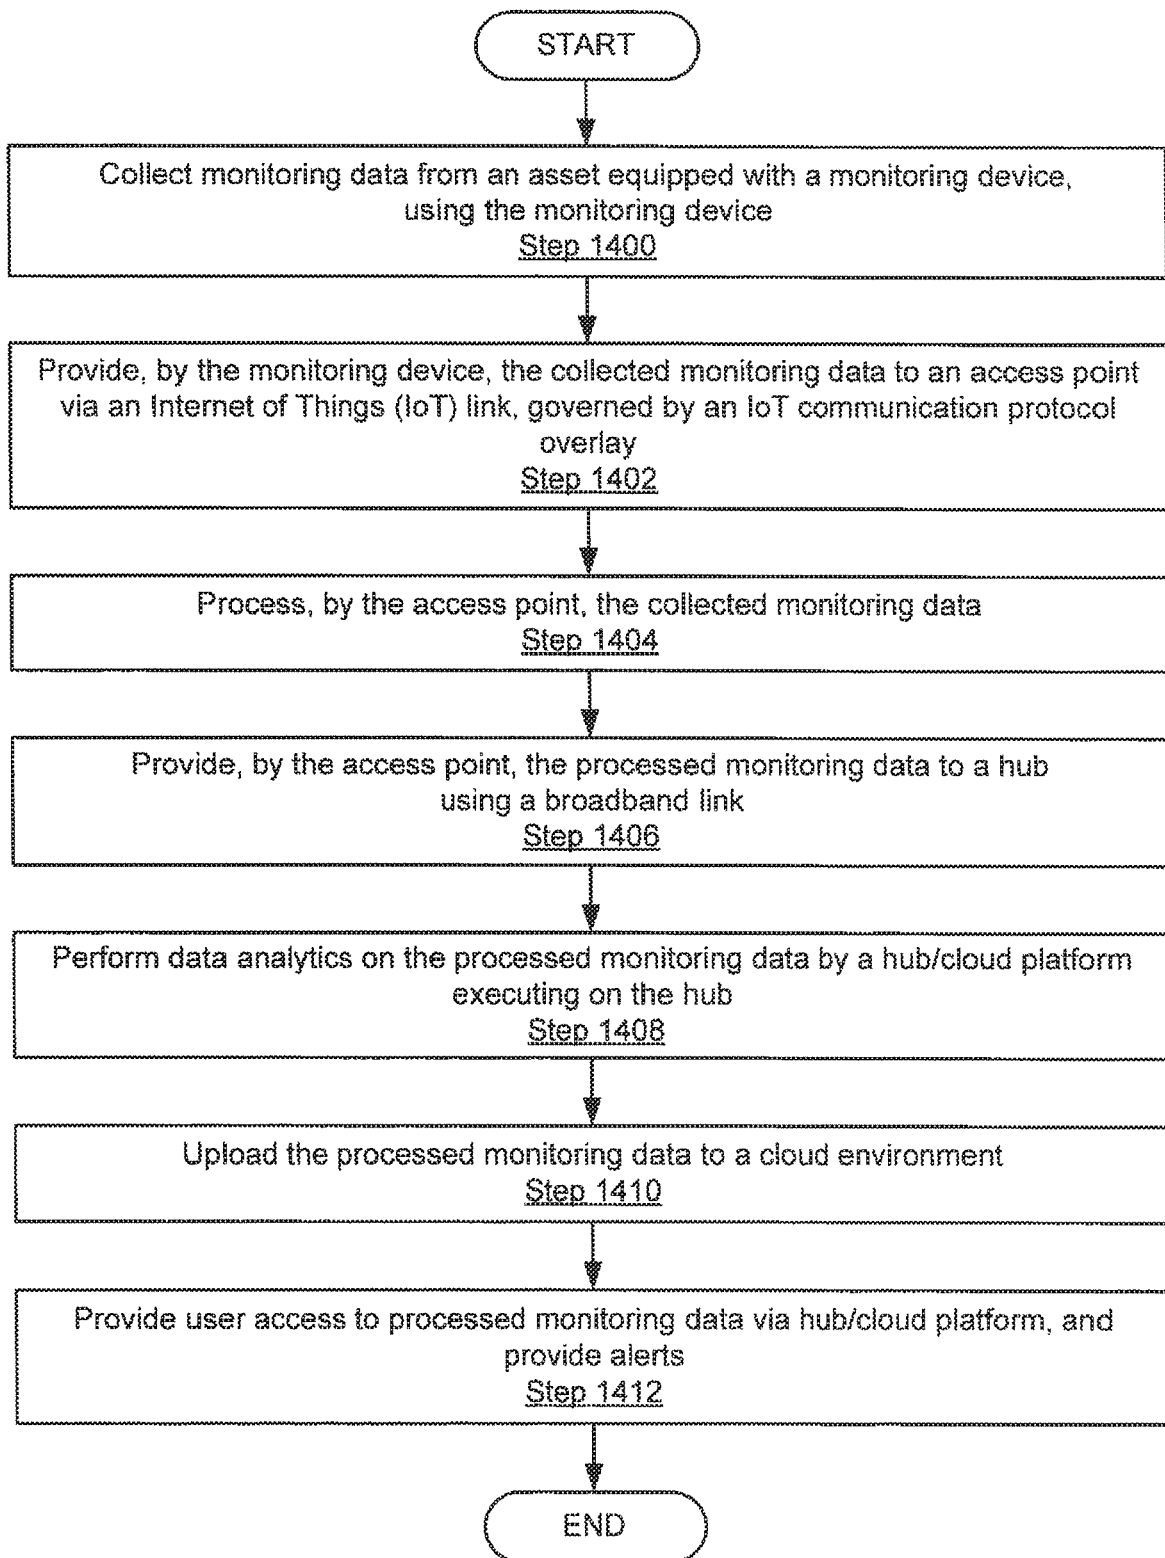 START
Collect monitoring data from an asset equipped with a monitoring device,
using the monitoring device
Step 1400
Provide, by the monitoring device, the collected monitoring data to an access point
via an Internet of Things (IoT) link, governed by an IoT communication protocol
overlay
Step 1402
Process, by the access point, the collected monitoring data
Step 1404
Provide, by the access point, the processed monitoring data to a hub
using a broadband link
Step 1406
Perform data analytics on the processed monitoring data by a hub/cloud platform
executing on the hub
Step 1408
Upload the processed monitoring data to a cloud environment
Step 1410
Provide user access to processed monitoring data via hub/cloud platform, and
provide alerts
Step 1412
END